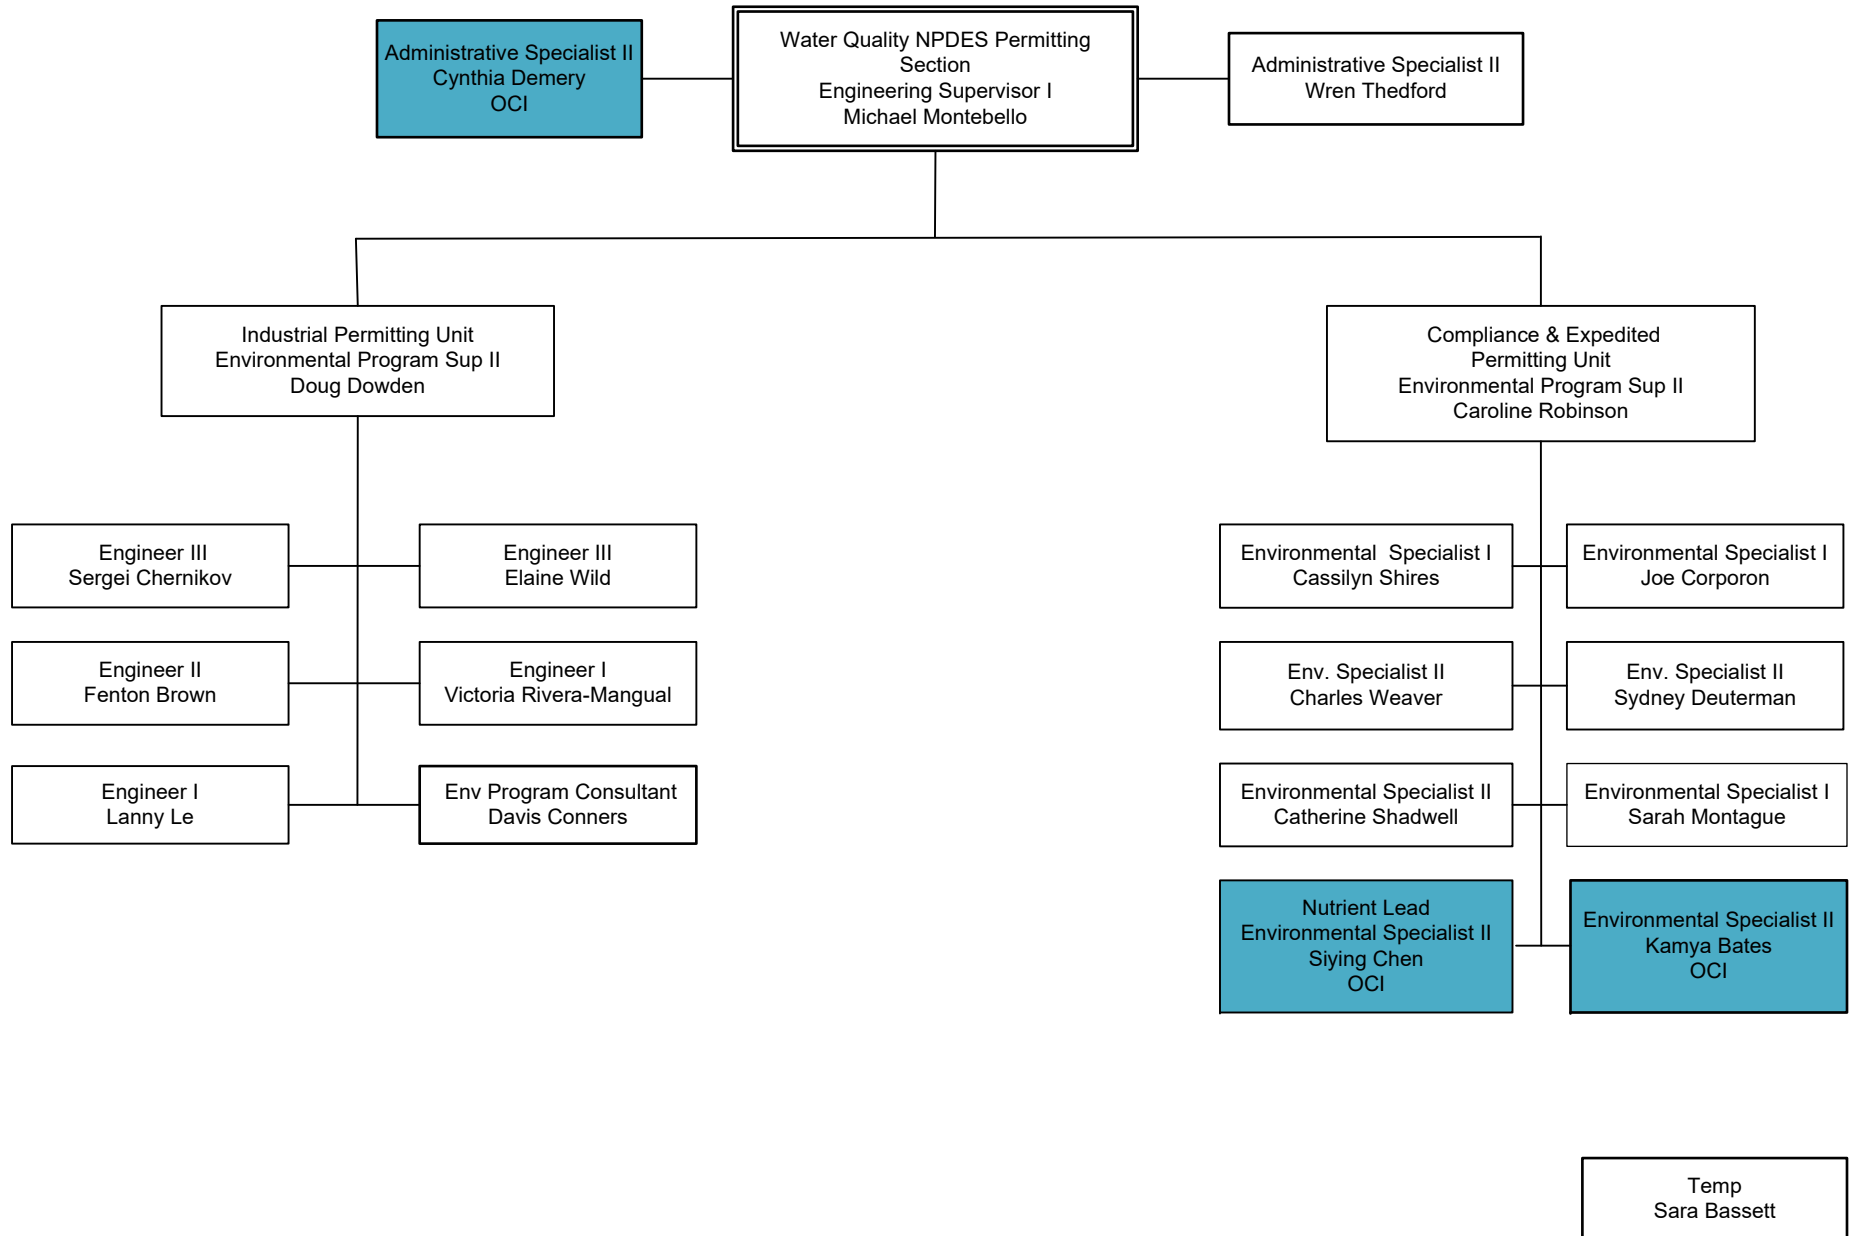 Administrative Specialist II
Cynthia Demery
OCI
Water Quality NPDES Permitting
Section
Engineering Supervisor I
Michael Montebello
Administrative Specialist II
Wren Thedford
Industrial Permitting Unit
Environmental Program Sup II
Doug Dowden
Compliance & Expedited
Permitting Unit
Environmental Program Sup II
Caroline Robinson
Engineer III
Sergei Chernikov
Engineer III
Elaine Wild
Environmental  Specialist I
Cassilyn Shires
Environmental Specialist I
Joe Corporon
Engineer II
Fenton Brown
Engineer I
Victoria Rivera-Mangual
Env. Specialist II
Charles Weaver
Env. Specialist II
Sydney Deuterman
Engineer I
Lanny Le
Env Program Consultant
Davis Conners
Environmental Specialist II
Catherine Shadwell
Environmental Specialist I
Sarah Montague
Nutrient Lead
Environmental Specialist II
Siying Chen
OCI
Environmental Specialist II
Kamya Bates
OCI
Temp
Sara Bassett